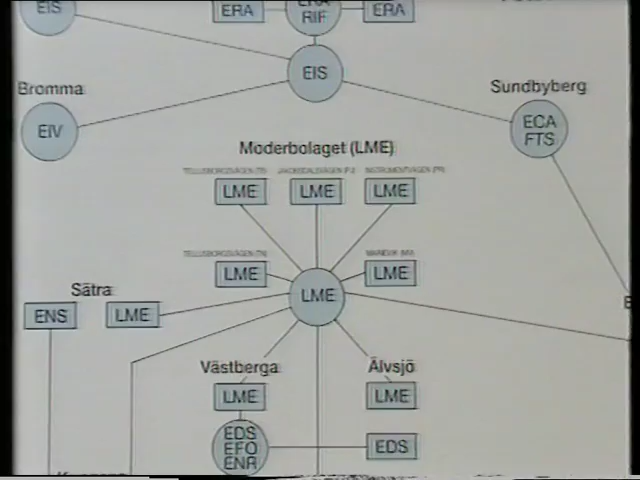 EIS
ERA
ERA
RIF
ERA
EIS
Bromma
EIV
Sundbyberg
ECA
FTS
Moderbolaget (LME)
LME
LME
LME
LME
LME
LME
Sätra
ENS
LME
Västberga
Älvsjö
LME
LME
EDS
EFO
ENR
EDS